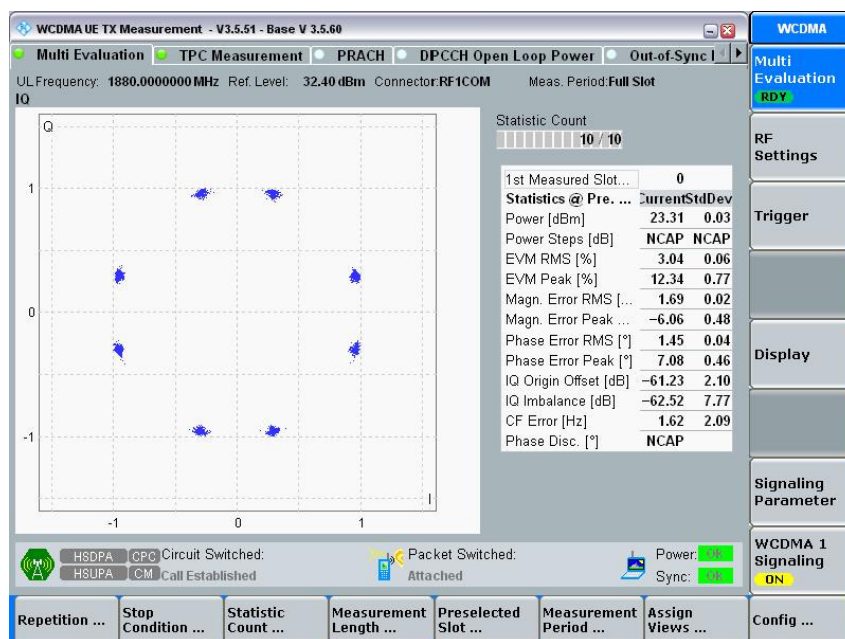 WCDMA UE TX Measurement - V3.5.51 - Base V 3.5.60
WCDMA
Multi Evaluation
TPC Measurement
PRACH
DPCCH Open Loop Power
Out-of-Sync
UL Frequency: 1880.0000000 MHz Ref. Level: 32.40 dBm Connector:RF1COM Meas. Period:Full Slot
IQ
Q
1
0
-1
-1 0 1
I
Statistic Count
10 / 10
1st Measured Slot... 0
Statistics @ Pre. ... Current StdDev
Power [dBm] 23.31 0.03
Power Steps [dB] NCAP NCAP
EVM RMS [%] 3.04 0.06
EVM Peak [%] 12.34 0.77
Magn. Error RMS [... 1.69 0.02
Magn. Error Peak ... −6.06 0.48
Phase Error RMS [°] 1.45 0.04
Phase Error Peak [°] 7.08 0.46
IQ Origin Offset [dB] −61.23 2.10
IQ Imbalance [dB] −62.52 7.77
CF Error [Hz] 1.62 2.09
Phase Disc. [°] NCAP
Multi Evaluation
RDY
RF Settings
Trigger
Display
Signaling Parameter
WCDMA 1 Signaling
ON
HSDPA CPC Circuit Switched:
HSUPA CM Call Established
Packet Switched:
Attached
Power: OK
Sync: OK
Repetition ...
Stop Condition ...
Statistic Count ...
Measurement Length ...
Preselected Slot ...
Measurement Period ...
Assign Views ...
Config ...